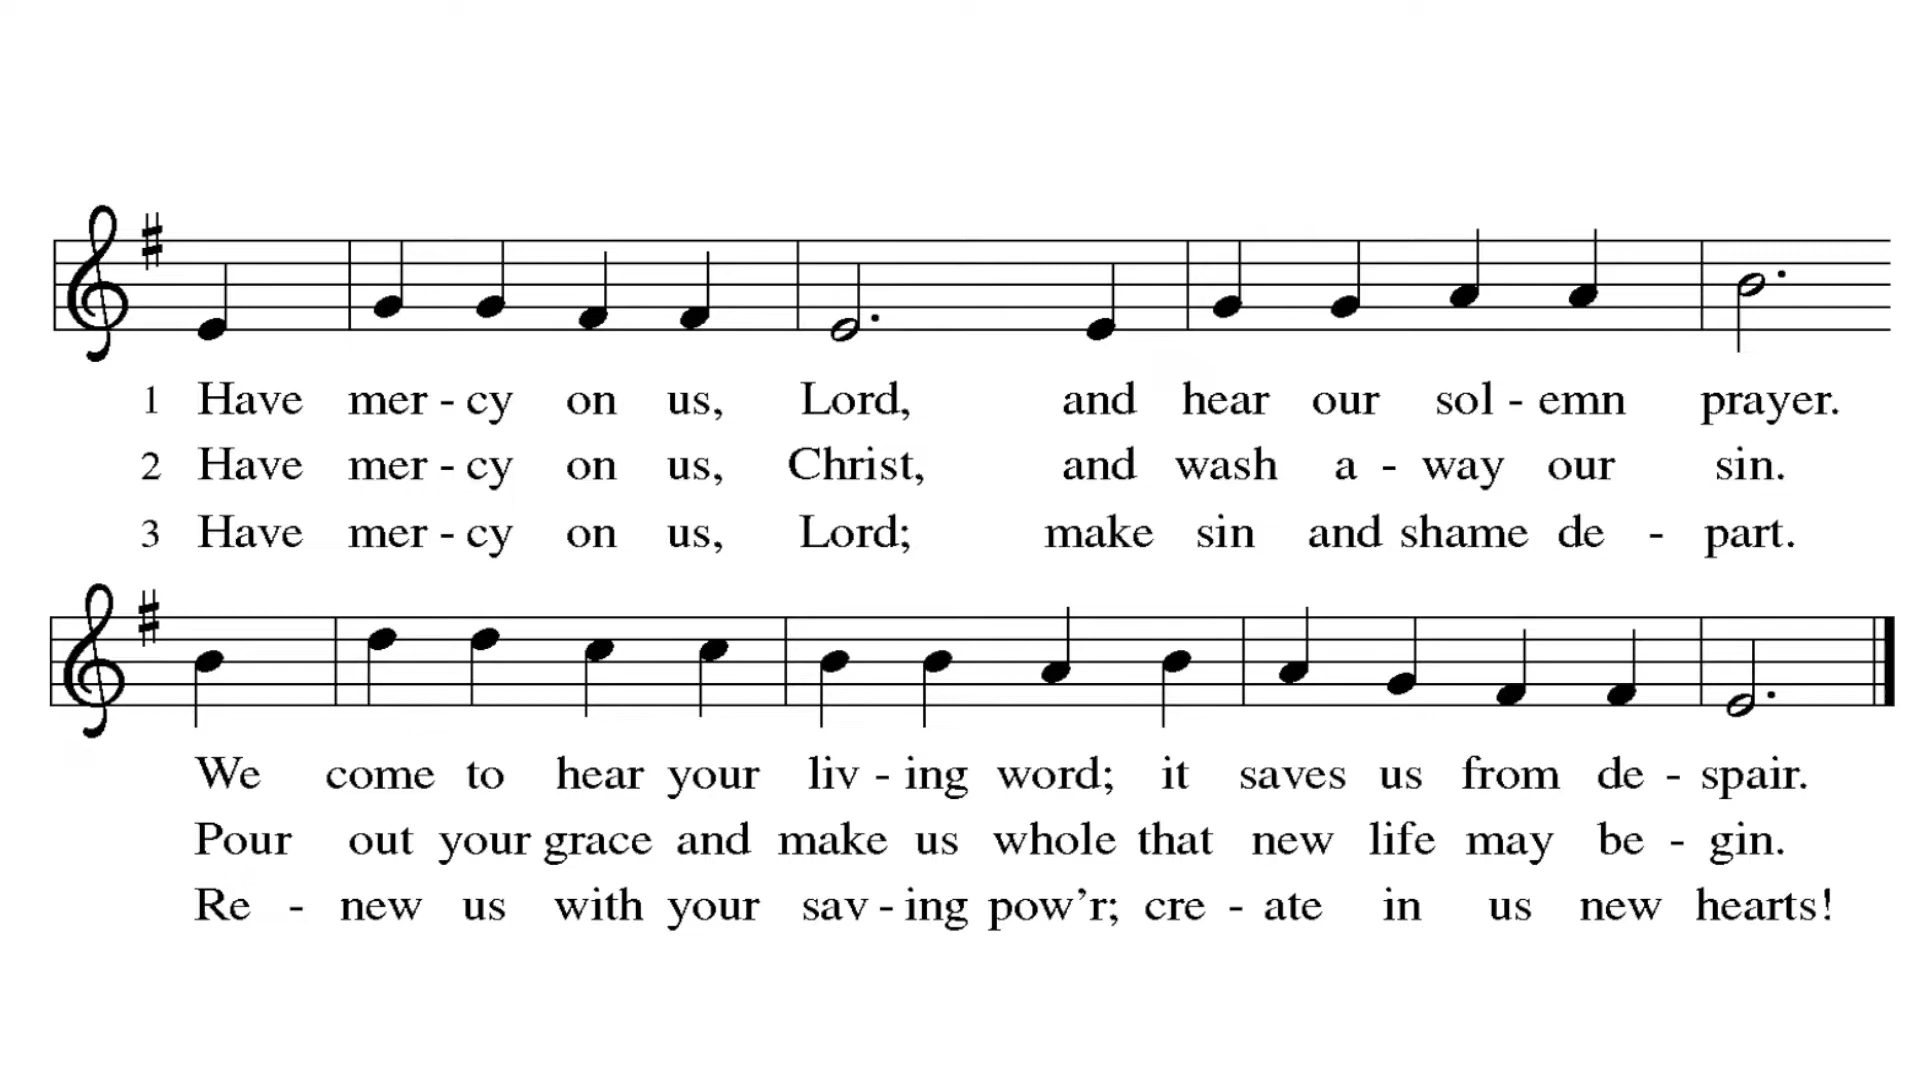 1 Have mer - cy on us, Lord, and hear our sol - emn prayer.
2 Have mer - cy on us, Christ, and wash a - way our sin.
3 Have mer - cy on us, Lord; make sin and shame de - part.
We come to hear your liv - ing word; it saves us from de - spair.
Pour out your grace and make us whole that new life may be - gin.
Re - new us with your sav - ing pow’r; cre - ate in us new hearts!